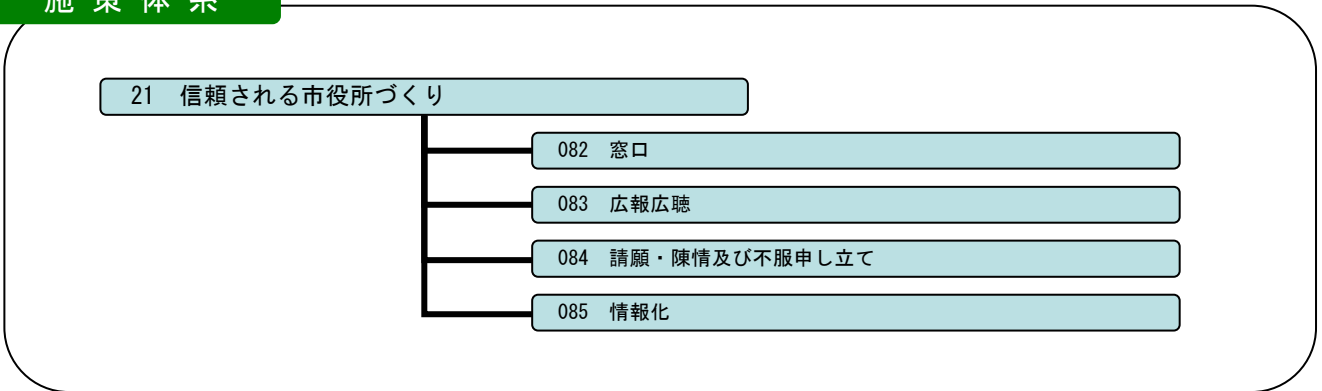 施策体系
21 信頼される市役所づくり
082 窓口
083 広報広聴
084 請願・陳情及び不服申し立て
085 情報化